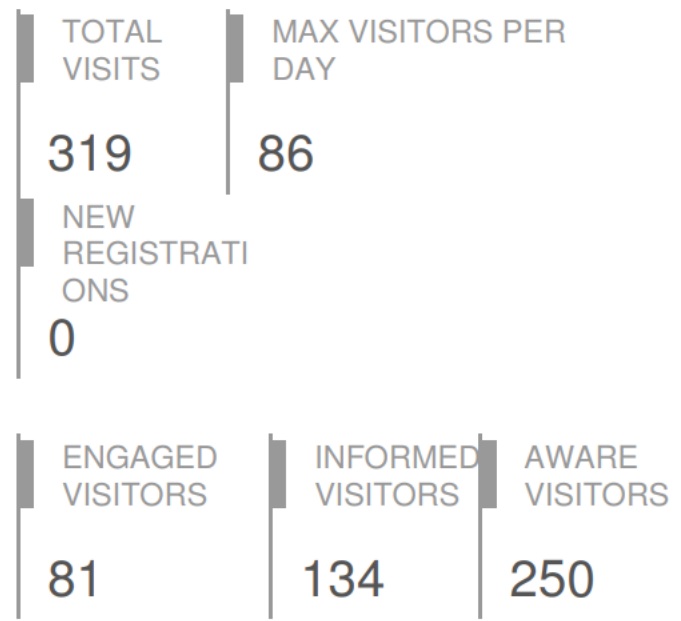 TOTAL
VISITS
319
MAX VISITORS PER
DAY
86
NEW
REGISTRATI
ONS
0
ENGAGED
VISITORS
81
INFORMED
VISITORS
134
AWARE
VISITORS
250